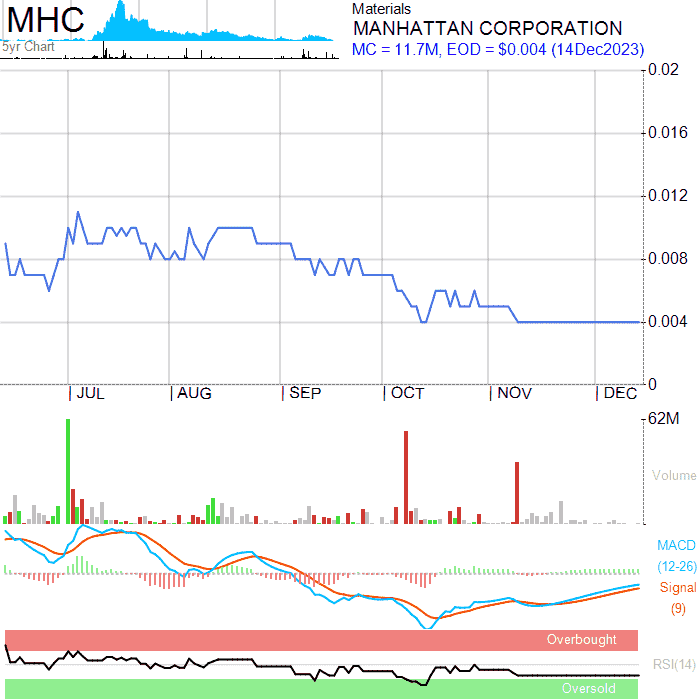 MHC
5yr Chart
Materials
MANHATTAN CORPORATION
MC = 11.7M, EOD = $0.004 (14Dec2023)
0.02
0.016
0.012
0.008
0.004
0
JUL AUG SEP OCT NOV DEC
62M
Volume
MACD
(12-26)
Signal
(9)
Overbought
RSI(14)
Oversold